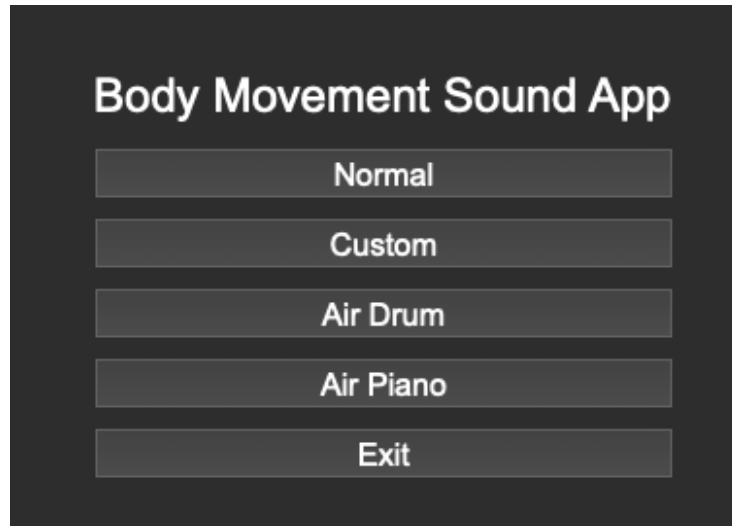 Body Movement Sound App
Normal
Custom
Air Drum
Air Piano
Exit